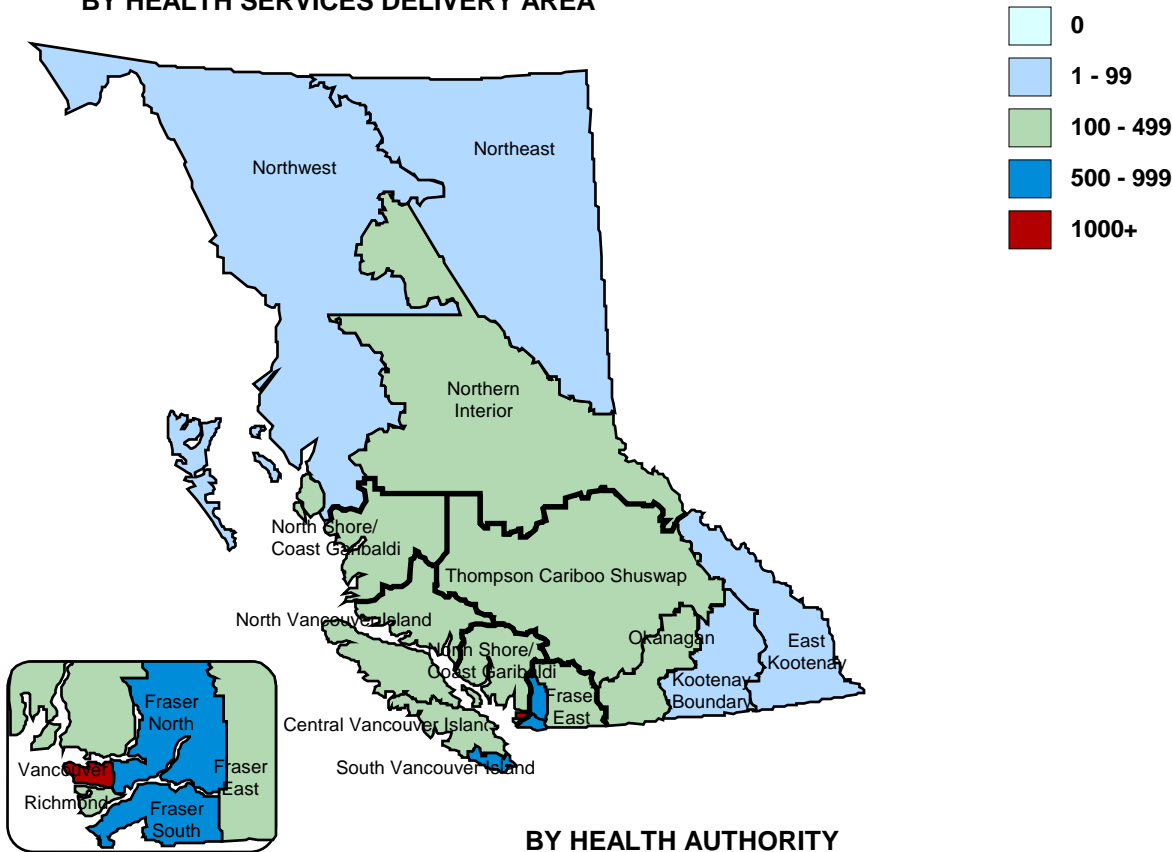 BY HEALTH SERVICES DELIVERY AREA
0
1 - 99
100 - 499
500 - 999
1000+
Northwest
Northeast
Northern
Interior
North Shore/
Coast Garibaldi
Thompson Cariboo Shuswap
North Vancouver Island
North Shore/
Coast Garibaldi
Okanagan
East
Kootenay
Kootenay
Boundary
Fraser
East
Central Vancouver Island
South Vancouver Island
Fraser
North
Vancouver
Fraser
East
Richmond
Fraser
South
BY HEALTH AUTHORITY